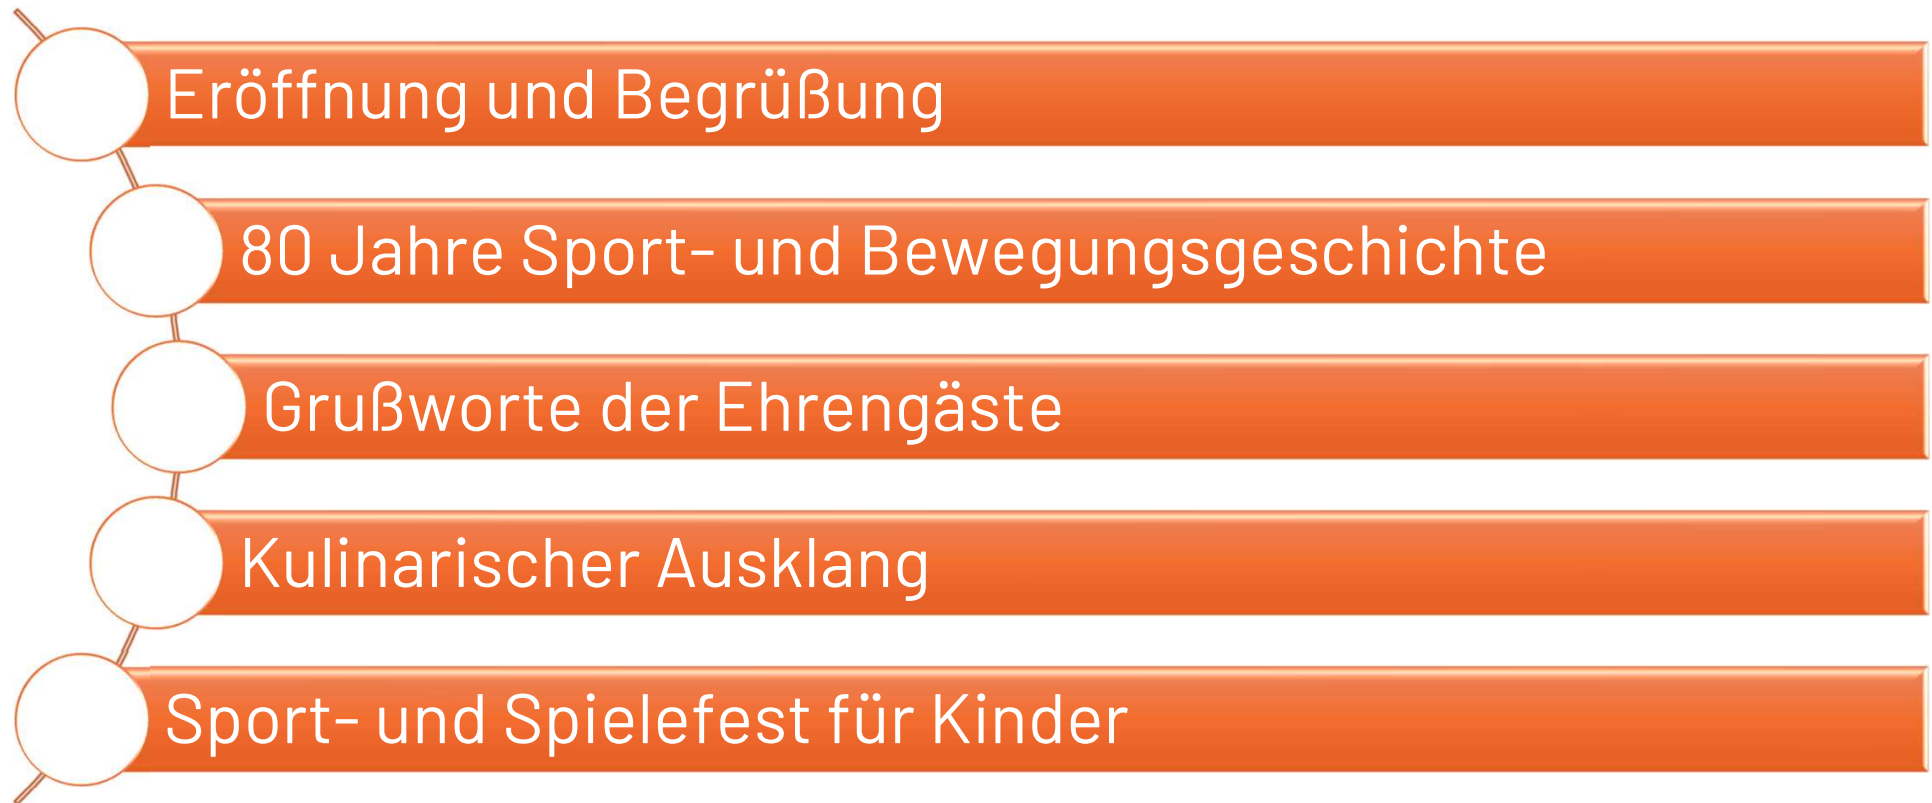 Eröffnung und Begrüßung
80 Jahre Sport- und Bewegungsgeschichte
Grußworte der Ehrengäste
Kulinarischer Ausklang
Sport- und Spielefest für Kinder